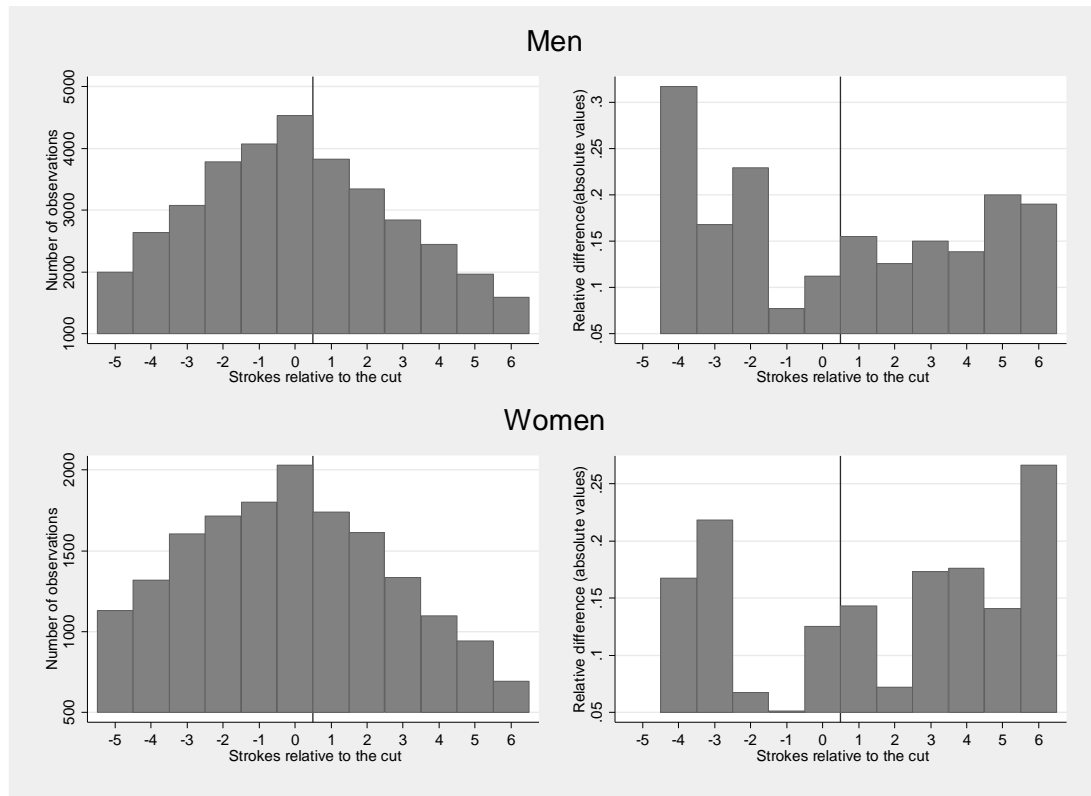 Men
Number of observations
5000
4000
3000
2000
1000
-5 -4 -3 -2 -1 0 1 2 3 4 5 6
Strokes relative to the cut
Relative difference(absolute values)
.3
.25
.2
.15
.1
.05
-5 -4 -3 -2 -1 0 1 2 3 4 5 6
Strokes relative to the cut
Women
Number of observations
2000
1500
1000
500
-5 -4 -3 -2 -1 0 1 2 3 4 5 6
Strokes relative to the cut
Relative difference (absolute values)
.25
.2
.15
.1
.05
-5 -4 -3 -2 -1 0 1 2 3 4 5 6
Strokes relative to the cut